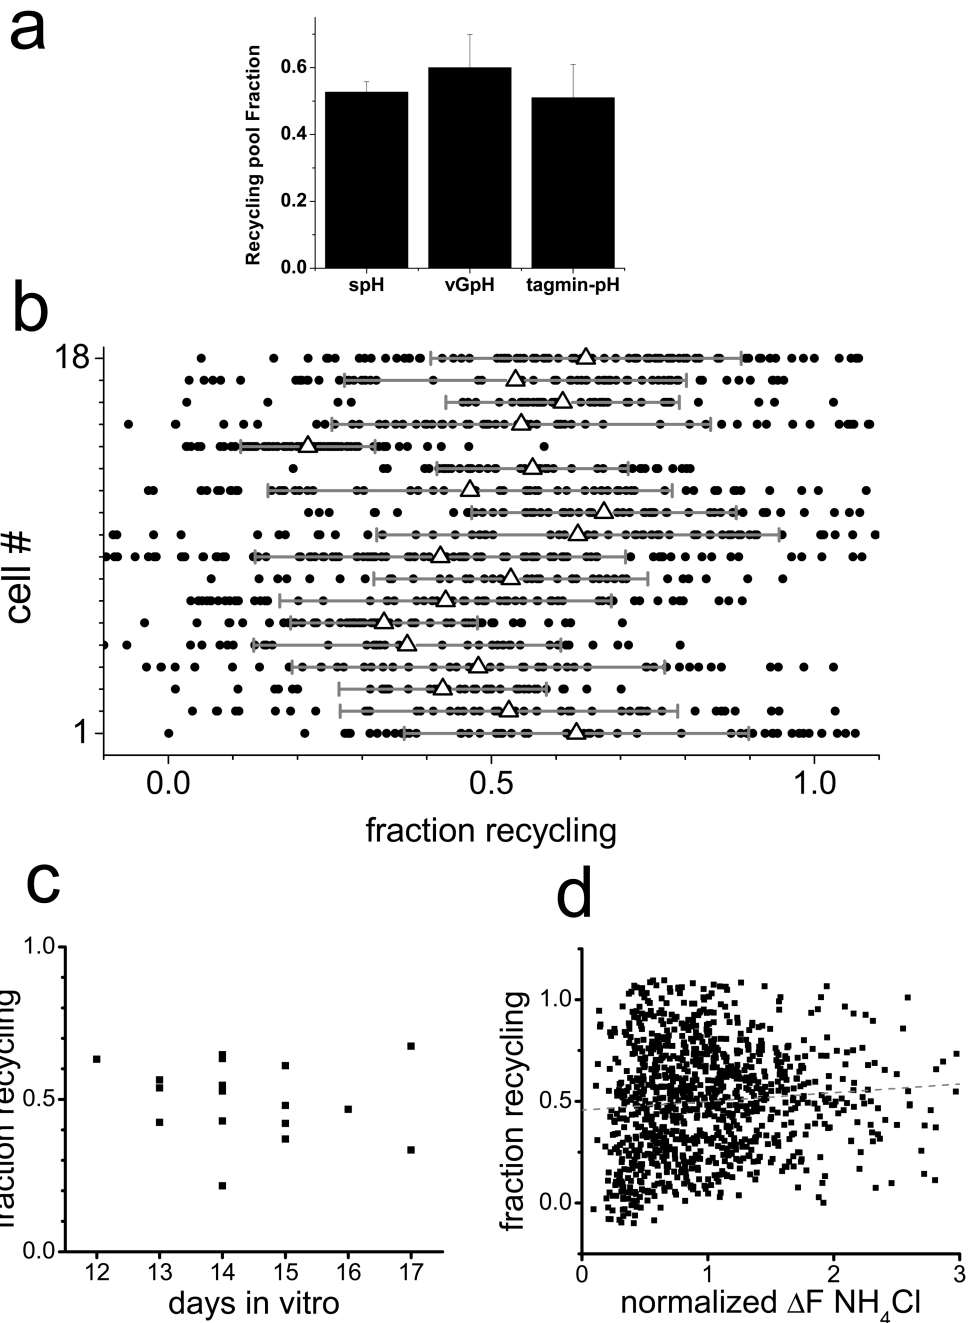 a
Recycling pool Fraction
0.6
0.4
0.2
0.0
spH vGpH tagmin-pH
b
cell #
18
1
0.0 0.5 1.0
fraction recycling
c
fraction recycling
1.0
0.5
0.0
12 13 14 15 16 17
days in vitro
d
fraction recycling
1.0
0.5
0.0
0 1 2 3
normalized ΔF NH₄Cl